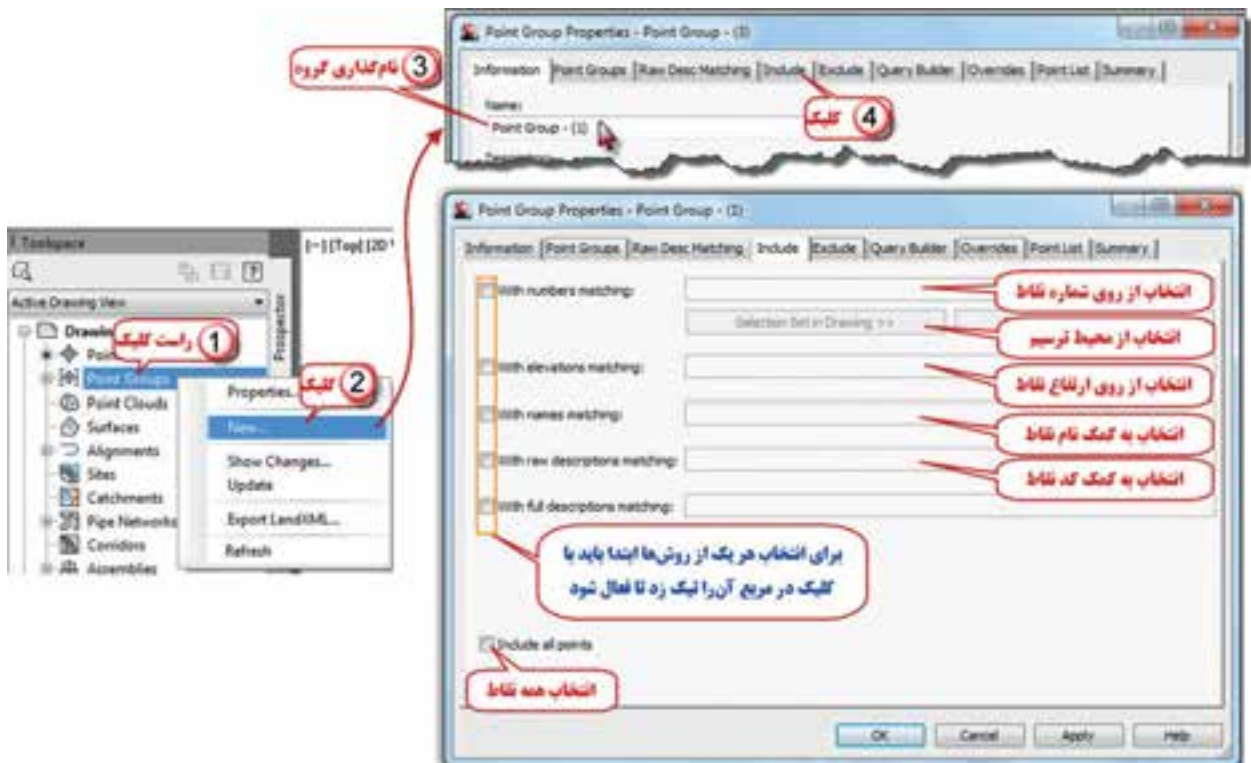 Point Group Properties - Point Group - (1)
Information Point Groups Raw Desc Matching Include Exclude Query Builder Overrides Point List Summary
Name:
Point Group - (1)
3 نام‌گذاری گروه
4 کلیک
Toolspace
[-][Top][2D
Active Drawing View
Prospector
Point Groups
Point Clouds
Surfaces
Alignments
Sites
Catchments
Pipe Networks
Corridors
Assemblies
1 راست کلیک
Properties...
New...
Show Changes...
Update
Export LandXML...
Refresh
2 کلیک
Point Group Properties - Point Group - (1)
Information Point Groups Raw Desc Matching Include Exclude Query Builder Overrides Point List Summary
With numbers matching:
انتخاب از روی شماره نقاط
Selection Set in Drawing >>
انتخاب از محیط ترسیم
With elevations matching:
انتخاب از روی ارتفاع نقاط
With names matching:
انتخاب به کمک نام نقاط
With raw descriptions matching:
انتخاب به کمک کد نقاط
With full descriptions matching:
برای انتخاب هر یک از روش‌ها ابتدا باید با
کلیک در مربع آن‌را تیک زد تا فعال شود
Include all points
انتخاب همه نقاط
OK Cancel Apply Help